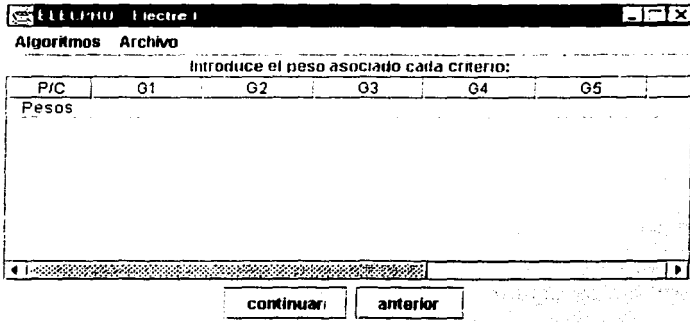 Electre I
Algoritmos Archivo
Introduce el peso asociado cada criterio:
P/C G1 G2 G3 G4 G5
Pesos
continuar anterior